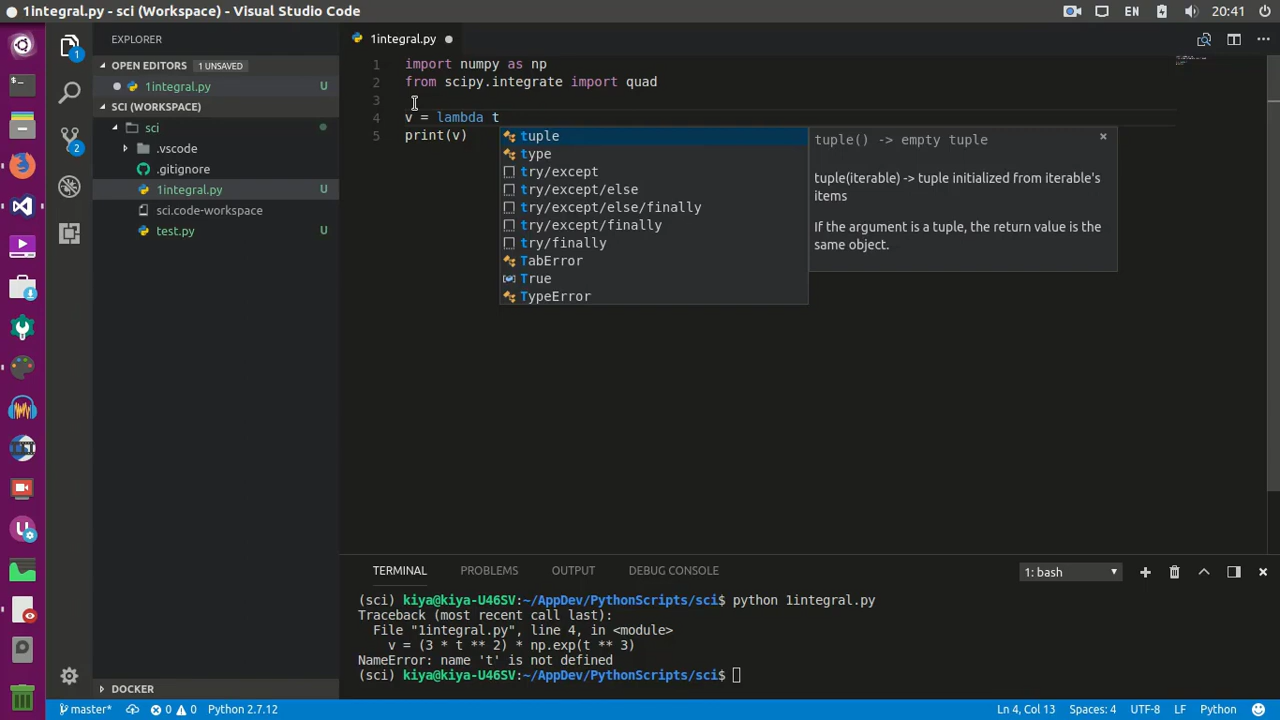 1integral.py - sci (Workspace) - Visual Studio Code
EN
20:41
EXPLORER
OPEN EDITORS 1 UNSAVED
1integral.py U
SCI (WORKSPACE)
sci
.vscode
.gitignore
1integral.py U
sci.code-workspace
test.py U
DOCKER
1
2
1integral.py
1 import numpy as np
2 from scipy.integrate import quad
3
4 v = lambda t
5 print(v)
tuple
type
try/except
try/except/else
try/except/else/finally
try/except/finally
try/finally
TabError
True
TypeError
tuple() -> empty tuple
tuple(iterable) -> tuple initialized from iterable's
items
If the argument is a tuple, the return value is the
same object.
TERMINAL PROBLEMS OUTPUT DEBUG CONSOLE 1: bash
(sci) kiya@kiya-U46SV:~/AppDev/PythonScripts/sci$ python 1integral.py
Traceback (most recent call last):
File "1integral.py", line 4, in <module>
v = (3 * t ** 2) * np.exp(t ** 3)
NameError: name 't' is not defined
(sci) kiya@kiya-U46SV:~/AppDev/PythonScripts/sci$
master* 0 0 Python 2.7.12 Ln 4, Col 13 Spaces: 4 UTF-8 LF Python